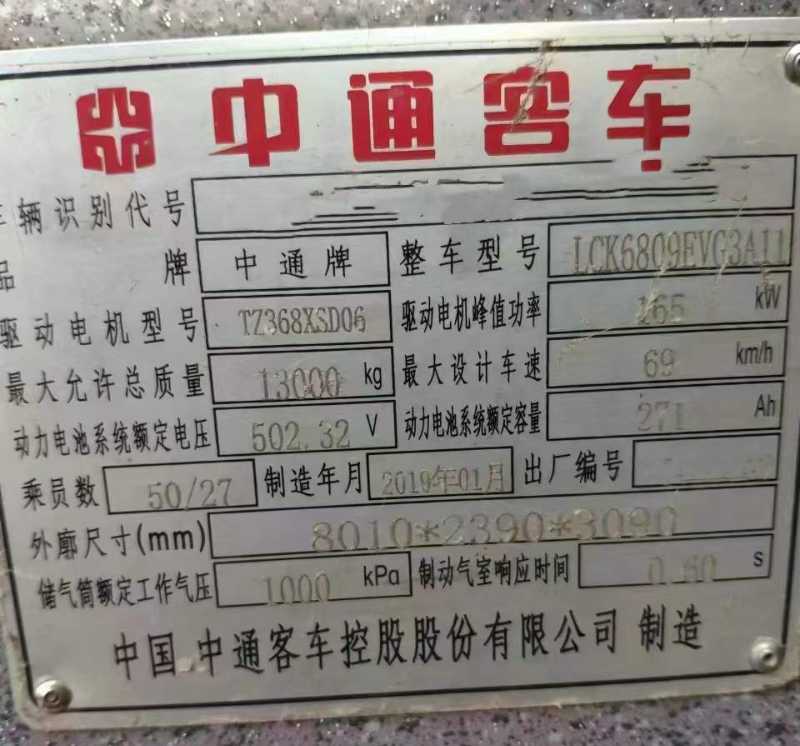 中通客车
车辆识别代号
品牌 中通牌 整车型号 LCK6809EVG3A11
驱动电机型号 TZ368XSD06 驱动电机峰值功率 165 kW
最大允许总质量 13000 kg 最大设计车速 69 km/h
动力电池系统额定电压 502.32 V 动力电池系统额定容量 271 Ah
乘员数 50/27 制造年月 2019年01月 出厂编号
外廓尺寸(mm) 8010*2390*3090
储气筒额定工作气压 1000 kPa 制动气室响应时间 0.60 s
中国 中通客车控股股份有限公司 制造